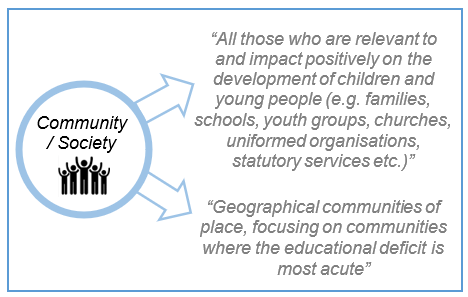 Community
/ Society
“All those who are relevant to
and impact positively on the
development of children and
young people (e.g. families,
schools, youth groups, churches,
uniformed organisations,
statutory services etc.)”
“Geographical communities of
place, focusing on communities
where the educational deficit is
most acute”